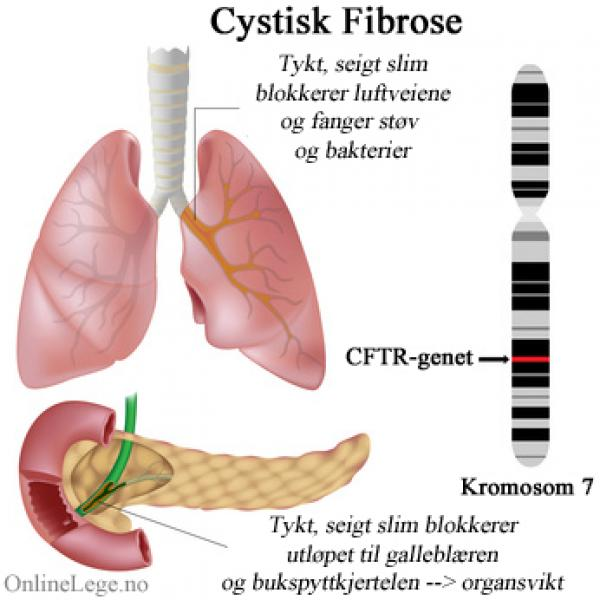 Cystisk Fibrose
Tykt, seigt slim
blokkerer luftveiene
og fanger støv
og bakterier
CFTR-genet
Kromosom 7
Tykt, seigt slim blokkerer
utløpet til galleblæren
og bukspyttkjertelen --> organsvikt
OnlineLege.no